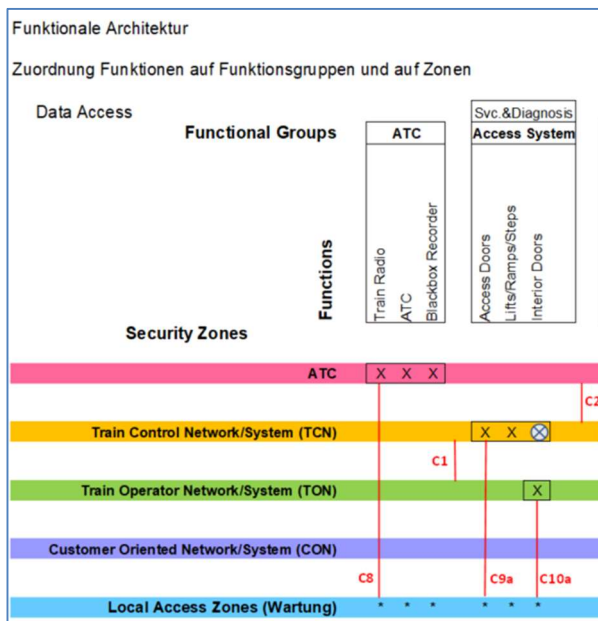 Funktionale Architektur
Zuordnung Funktionen auf Funktionsgruppen und auf Zonen
Data Access
Svc.&Diagnosis
Functional Groups
ATC
Access System
Functions
Train Radio
ATC
Blackbox Recorder
Access Doors
Lifts/Ramps/Steps
Interior Doors
Security Zones
ATC X X X
C2
Train Control Network/System (TCN) X X X
C1
Train Operator Network/System (TON) X
Customer Oriented Network/System (CON)
C8 C9a C10a
Local Access Zones (Wartung) * * * * * *